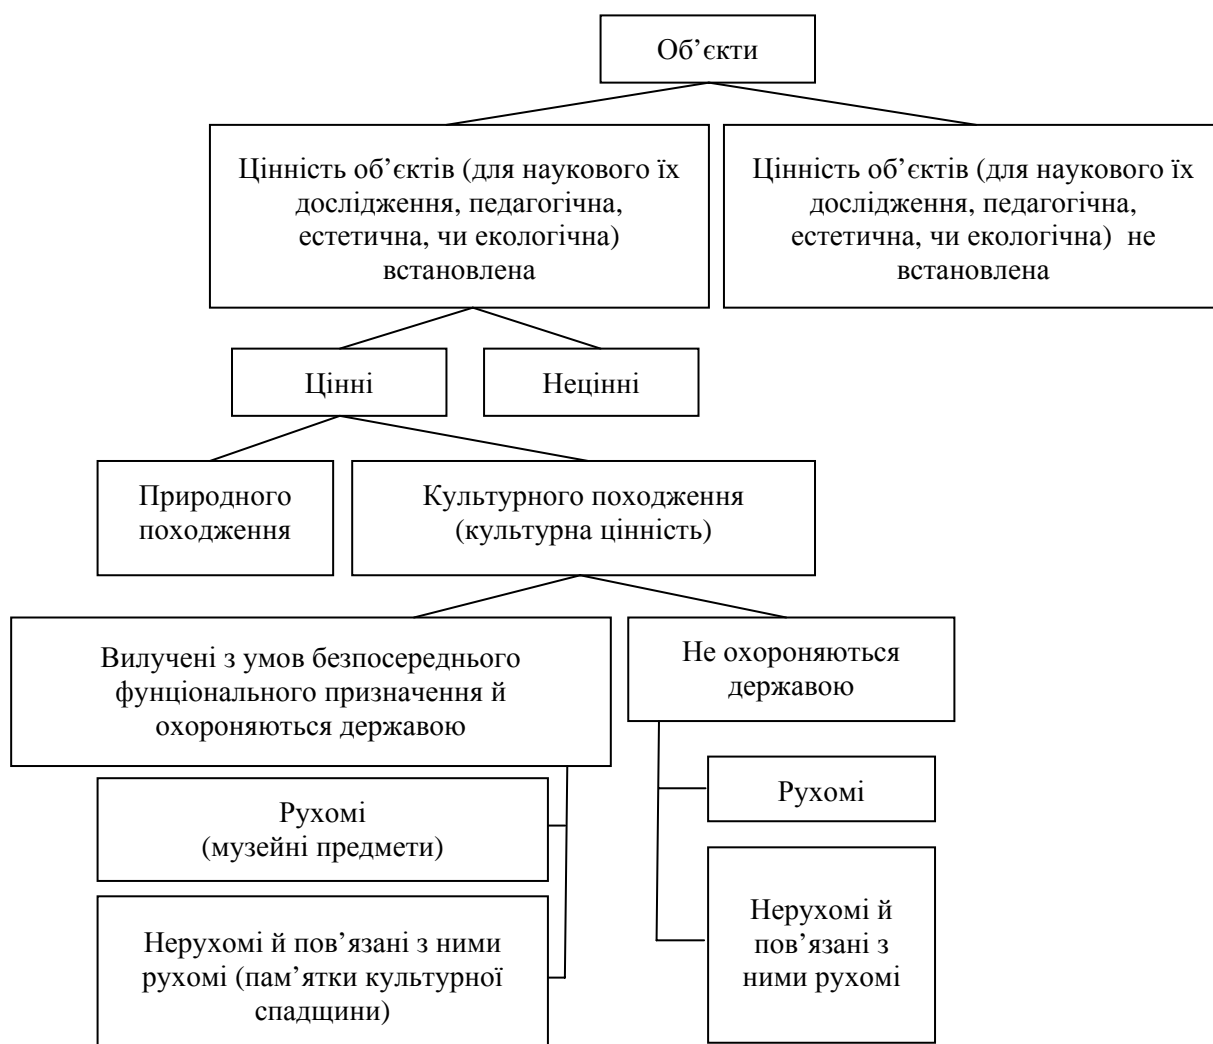 Об’єкти
Цінність об’єктів (для наукового їх
дослідження, педагогічна,
естетична, чи екологічна)
встановлена
Цінність об’єктів (для наукового їх
дослідження, педагогічна,
естетична, чи екологічна)  не
встановлена
Цінні
Нецінні
Природного
походження
Культурного походження
(культурна цінність)
Вилучені з умов безпосереднього
фунціонального призначення й
охороняються державою
Не охороняються
державою
Рухомі
(музейні предмети)
Рухомі
Нерухомі й пов’язані з ними
рухомі (пам’ятки культурної
спадщини)
Нерухомі й
пов’язані з
ними рухомі